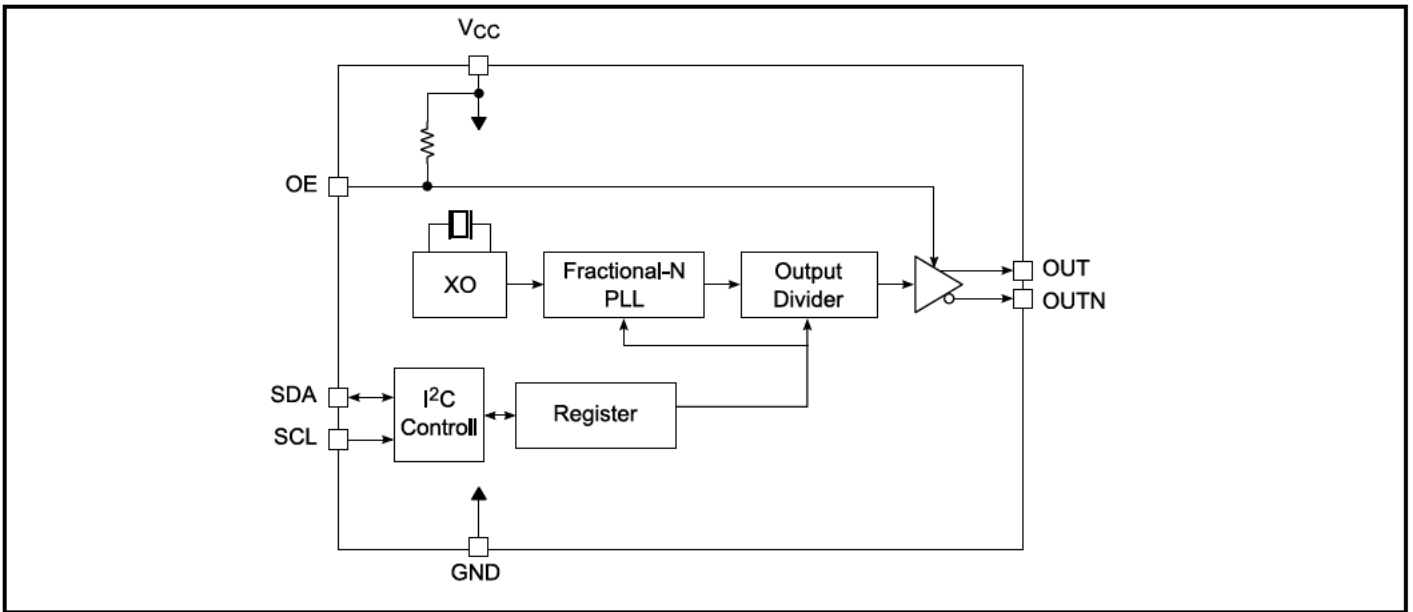 VCC
OE
XO
Fractional-N
PLL
Output
Divider
OUT
OUTN
SDA
SCL
I²C
Controll
Register
GND